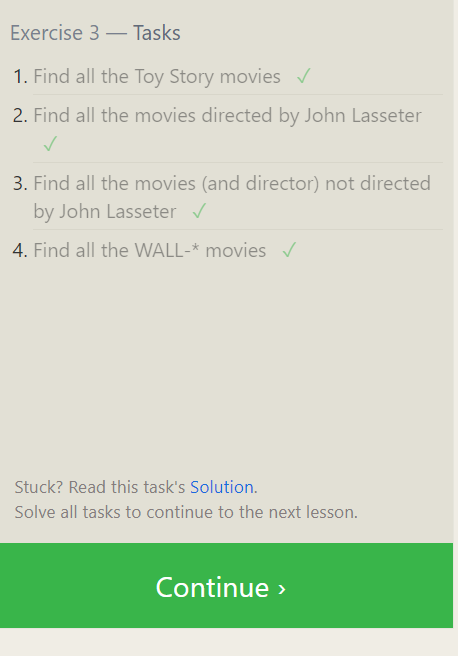 Exercise 3 — Tasks
1. Find all the Toy Story movies ✓
2. Find all the movies directed by John Lasseter
✓
3. Find all the movies (and director) not directed
by John Lasseter ✓
4. Find all the WALL-* movies ✓
Stuck? Read this task's Solution.
Solve all tasks to continue to the next lesson.
Continue ›